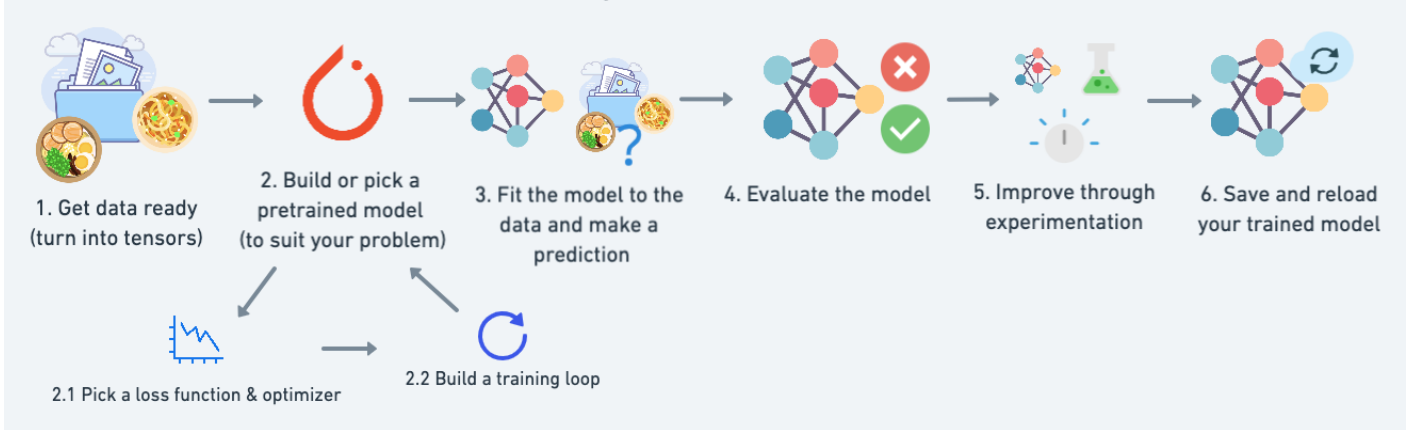 1. Get data ready
(turn into tensors)
2. Build or pick a
pretrained model
(to suit your problem)
3. Fit the model to the
data and make a
prediction
4. Evaluate the model
5. Improve through
experimentation
6. Save and reload
your trained model
2.1 Pick a loss function & optimizer
2.2 Build a training loop